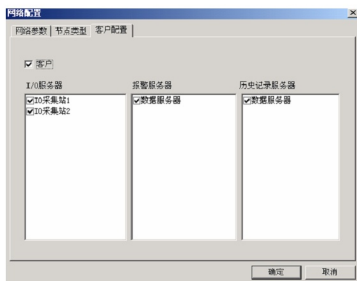 网络配置
网络参数 节点类型 客户配置
客户
I/O服务器 报警服务器 历史记录服务器
IO采集站1 数据服务器 数据服务器
IO采集站2
确定 取消